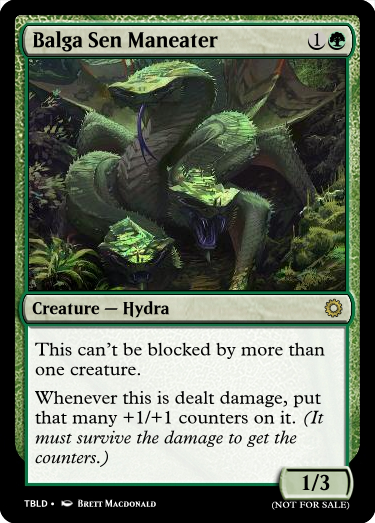 Balga Sen Maneater 1
Creature — Hydra
This can't be blocked by more than
one creature.
Whenever this is dealt damage, put
that many +1/+1 counters on it. (It
must survive the damage to get the
counters.)
1/3
TBLD • Brett Macdonald
(NOT FOR SALE)